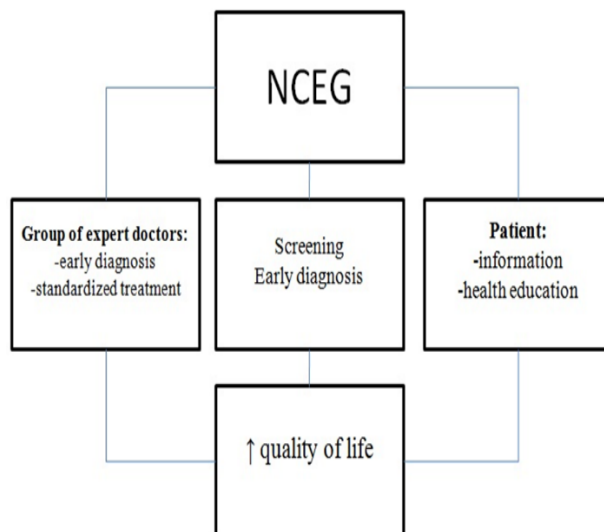 NCEG
Group of expert doctors:
-early diagnosis
-standardized treatment
Screening
Early diagnosis
Patient:
-information
-health education
↑ quality of life